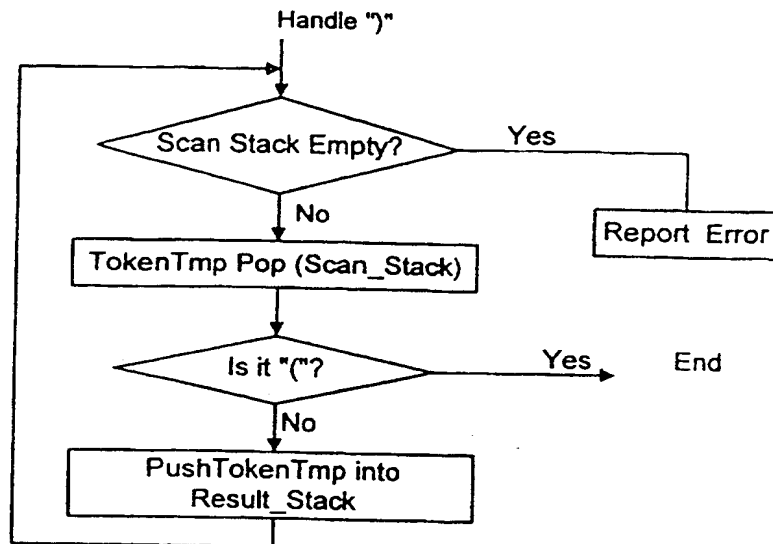 Handle ")"
Scan Stack Empty?
Yes
No
Report Error
TokenTmp Pop (Scan_Stack)
Is it "("?
Yes
End
No
PushTokenTmp into
Result_Stack